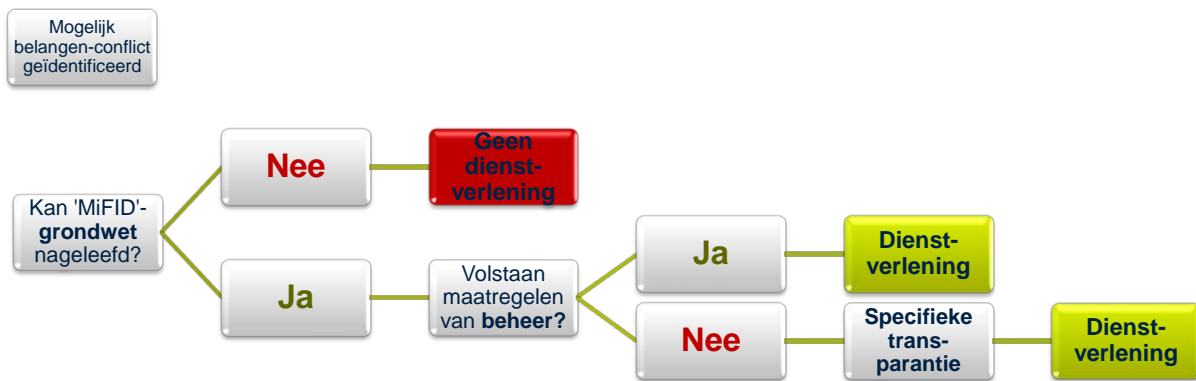 Mogelijk
belangen-conflict
geïdentificeerd
Kan 'MiFID'-
grondwet
nageleefd?
Nee
Geen
dienst-
verlening
Ja
Volstaan
maatregelen
van beheer?
Ja
Dienst-
verlening
Nee
Specifieke
trans-
parantie
Dienst-
verlening